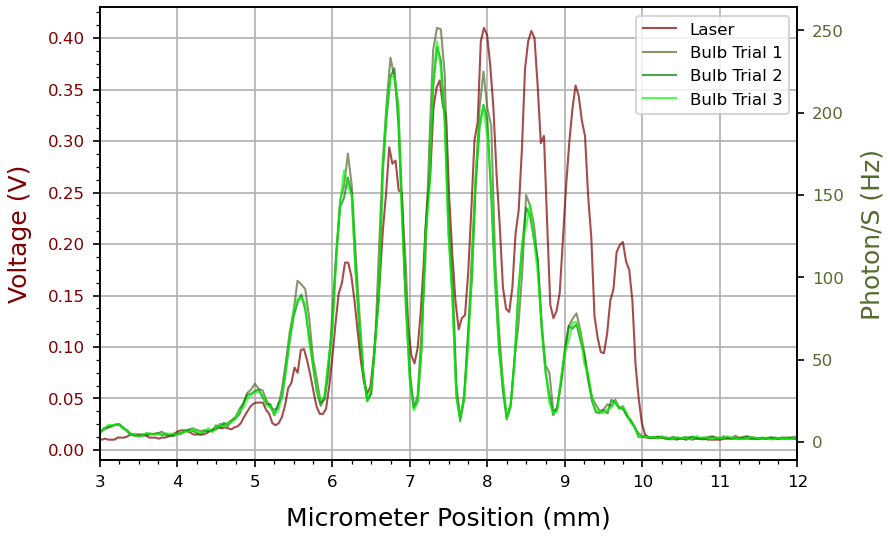 Laser
Bulb Trial 1
Bulb Trial 2
Bulb Trial 3
Voltage (V)
0.40
0.35
0.30
0.25
0.20
0.15
0.10
0.05
0.00
250
200
150
100
50
0
Photon/S (Hz)
3 4 5 6 7 8 9 10 11 12
Micrometer Position (mm)